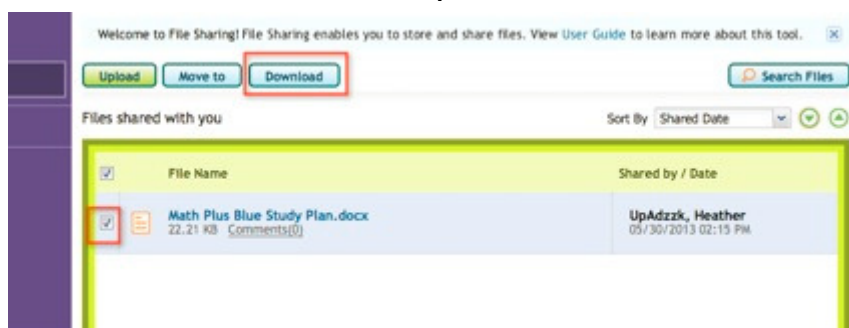 Welcome to File Sharing! File Sharing enables you to store and share files. View User Guide to learn more about this tool.
Upload Move to Download Search Files
Files shared with you Sort By Shared Date
File Name Shared by / Date
Math Plus Blue Study Plan.docx UpAdzzk, Heather
22.21 KB Comments(0) 05/30/2013 02:15 PM